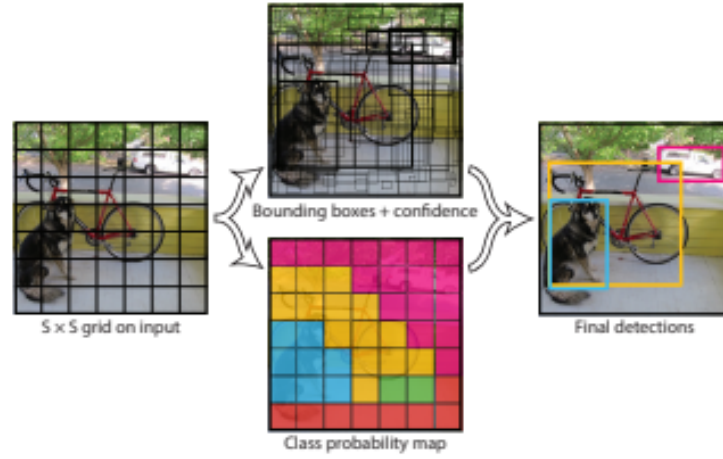 Bounding boxes + confidence
S × S grid on input
Final detections
Class probability map